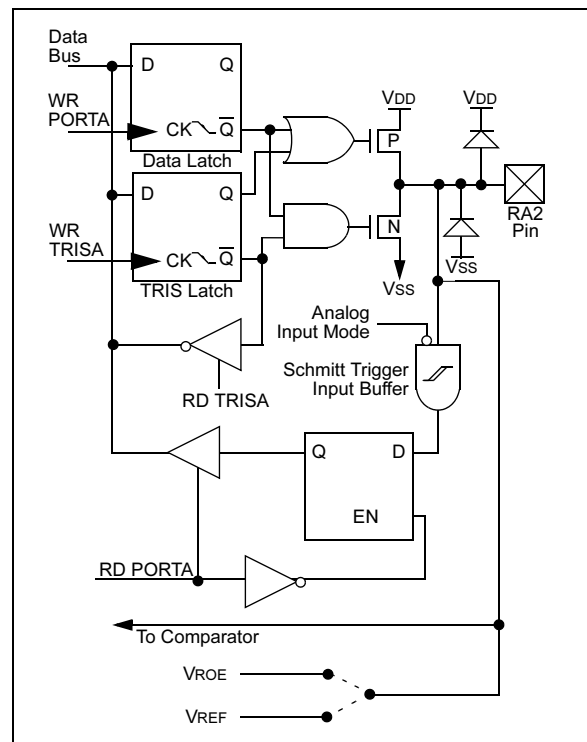 Data
Bus
D
Q
WR
PORTA
CK
Q
Data Latch
VDD
P
VDD
RA2
Pin
D
Q
WR
TRISA
CK
Q
TRIS Latch
N
VSS
VSS
Analog
Input Mode
Schmitt Trigger
Input Buffer
RD TRISA
Q
D
EN
RD PORTA
To Comparator
VROE
VREF